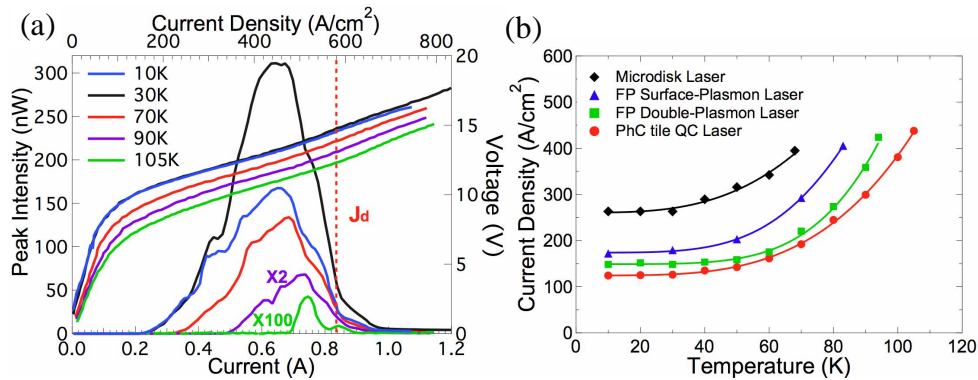 (a)
Current Density (A/cm²)
0 200 400 600 800
Peak Intensity (nW)
300
250
200
150
100
50
0
10K
30K
70K
90K
105K
X2
X100
Jd
20
15
10
5
0
Voltage (V)
0.0 0.2 0.4 0.6 0.8 1.0 1.2
Current (A)
(b)
Current Density (A/cm²)
600
500
400
300
200
100
0
Microdisk Laser
FP Surface-Plasmon Laser
FP Double-Plasmon Laser
PhC tile QC Laser
0 20 40 60 80 100 120
Temperature (K)